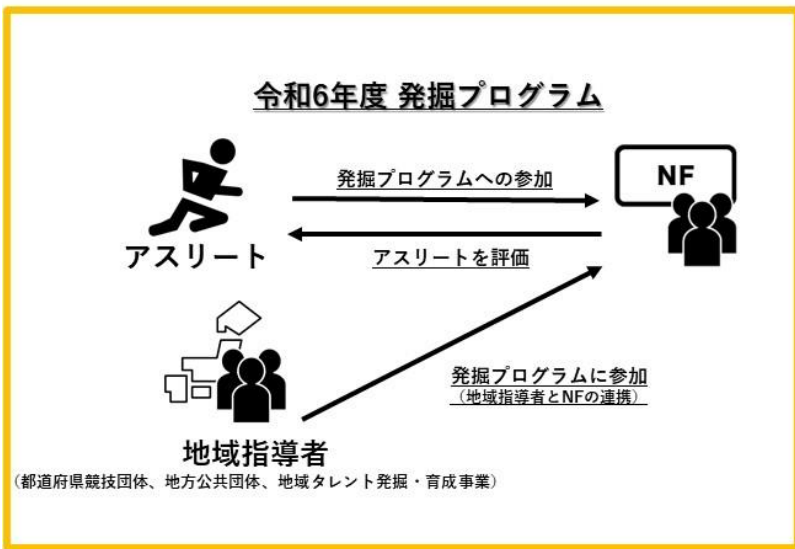 令和6年度 発掘プログラム
発掘プログラムへの参加
NF
アスリート
アスリートを評価
発掘プログラムに参加
（地域指導者とNFの連携）
地域指導者
（都道府県競技団体、地方公共団体、地域タレント発掘・育成事業）